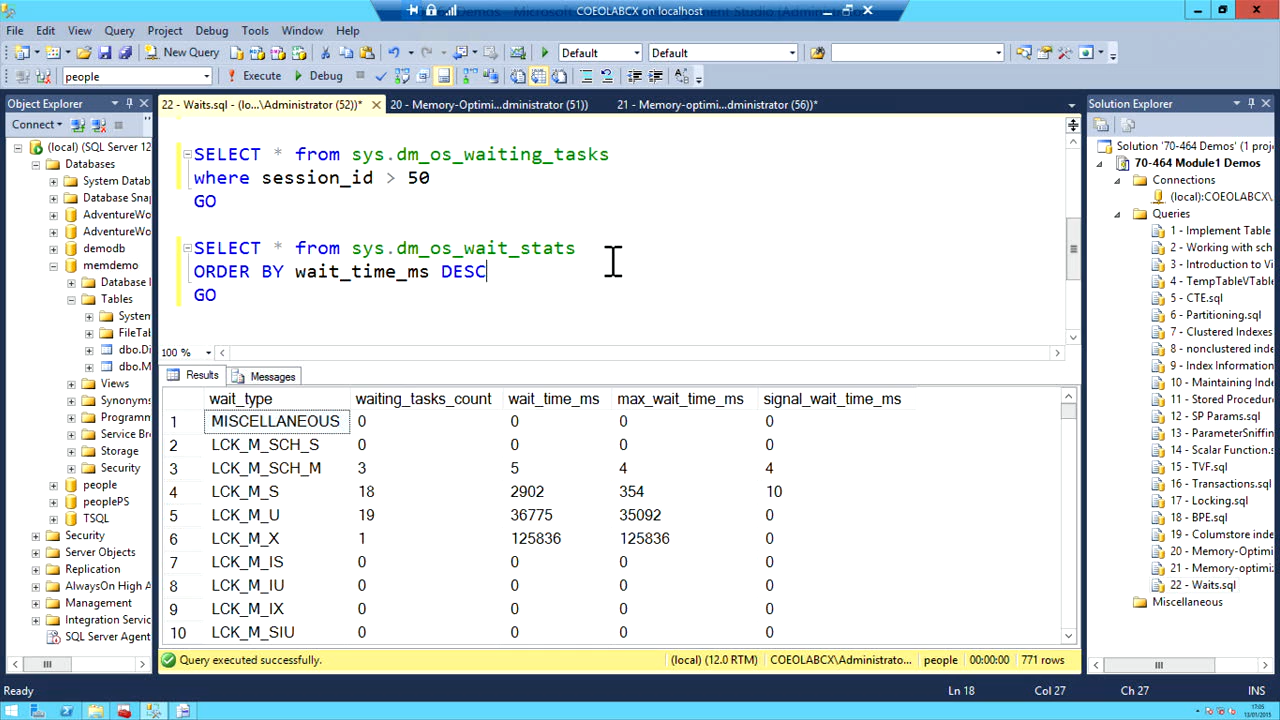 COEOLABCX on localhost
File Edit View Query Project Debug Tools Window Help
New Query Default Default
people Execute Debug
Object Explorer
22 - Waits.sql - (lo...\Administrator (52))* 20 - Memory-Optimi...dministrator (51)) 21 - Memory-optimi...dministrator (56))*
Solution Explorer
Connect
(local) (SQL Server 12
Databases
System Datab
Database Snap
AdventureWo
AdventureWo
demodb
memdemo
Database
Tables
System
FileTab
dbo.Di
dbo.M
Views
Synonyms
Programm
Service Br
Storage
Security
people
peoplePS
TSQL
Security
Server Objects
Replication
AlwaysOn High A
Management
Integration Servic
SQL Server Agent
SELECT * from sys.dm_os_waiting_tasks
where session_id > 50
GO
SELECT * from sys.dm_os_wait_stats
ORDER BY wait_time_ms DESC
GO
100 %
Results Messages
wait_type waiting_tasks_count wait_time_ms max_wait_time_ms signal_wait_time_ms
1 MISCELLANEOUS 0 0 0 0
2 LCK_M_SCH_S 0 0 0 0
3 LCK_M_SCH_M 3 5 4 4
4 LCK_M_S 18 2902 354 10
5 LCK_M_U 19 36775 35092 0
6 LCK_M_X 1 125836 125836 0
7 LCK_M_IS 0 0 0 0
8 LCK_M_IU 0 0 0 0
9 LCK_M_IX 0 0 0 0
10 LCK_M_SIU 0 0 0 0
Query executed successfully. (local) (12.0 RTM) COEOLABCX\Administrato... people 00:00:00 771 rows
Solution '70-464 Demos' (1 proj
70-464 Module1 Demos
Connections
(local):COEOLABCX\
Queries
1 - Implement Table
2 - Working with sch
3 - Introduction to Vi
4 - TempTableVTable
5 - CTE.sql
6 - Partitioning.sql
7 - Clustered Indexes
8 - nonclustered inde
9 - Index Information
10 - Maintaining Ind
11 - Stored Procedure
12 - SP Params.sql
13 - ParameterSniffin
14 - Scalar Function.s
15 - TVF.sql
16 - Transactions.sql
17 - Locking.sql
18 - BPE.sql
19 - Columstore inde
20 - Memory-Optimi
21 - Memory-optimiz
22 - Waits.sql
Miscellaneous
Ready Ln 18 Col 27 Ch 27 INS
17:05
13/01/2015